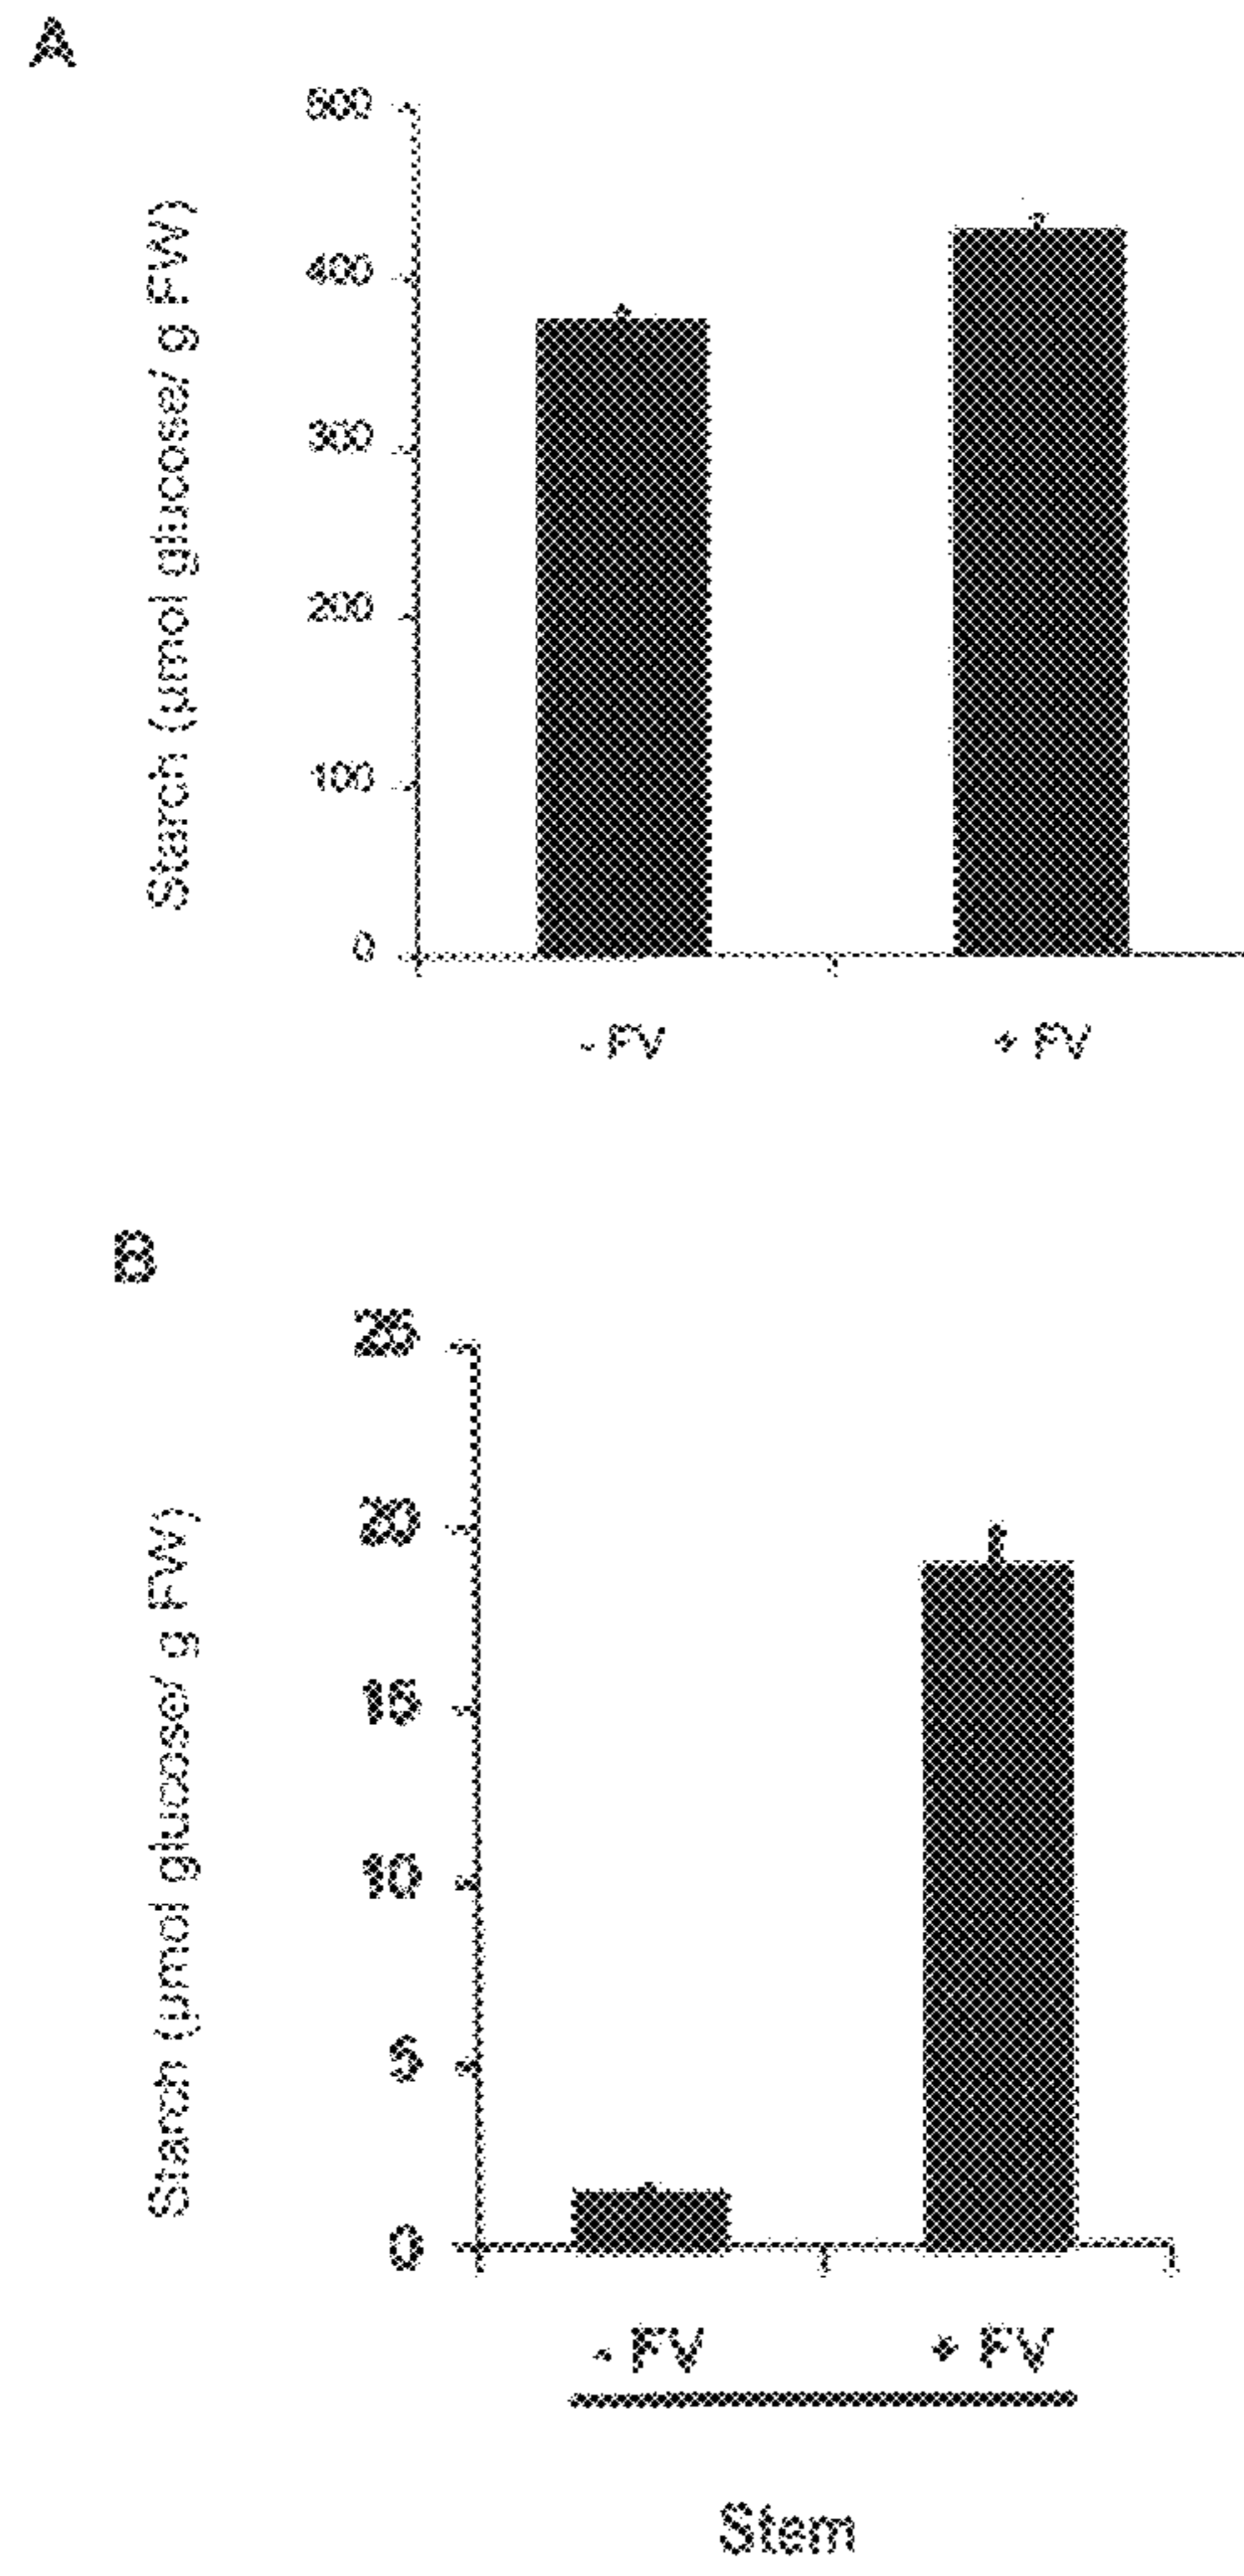 A
500
400
300
200
100
0
Starch (µmol glucose/ g FW)
- FV + FV
B
25
20
15
10
5
0
Starch (µmol glucose/ g FW)
- FV + FV
Stem